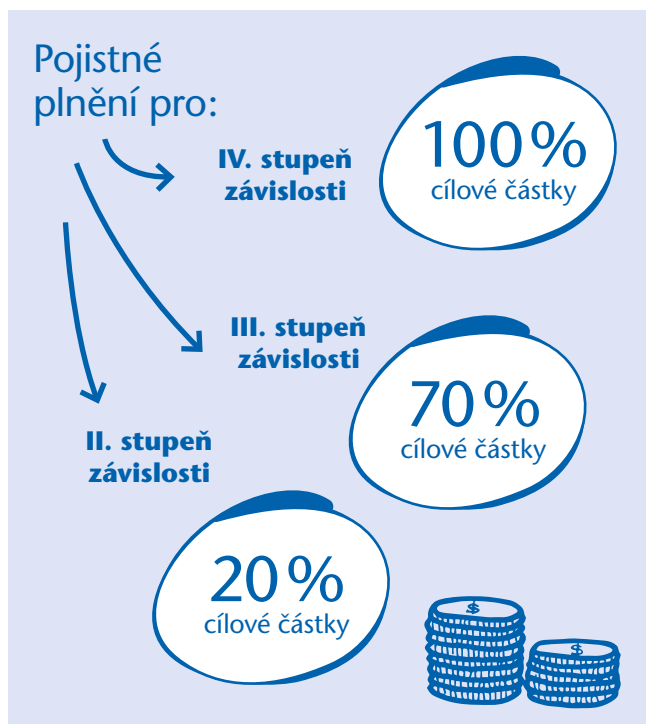 Pojistné
plnění pro:
IV. stupeň
závislosti
100 %
cílové částky
III. stupeň
závislosti
70 %
cílové částky
II. stupeň
závislosti
20 %
cílové částky
$
$